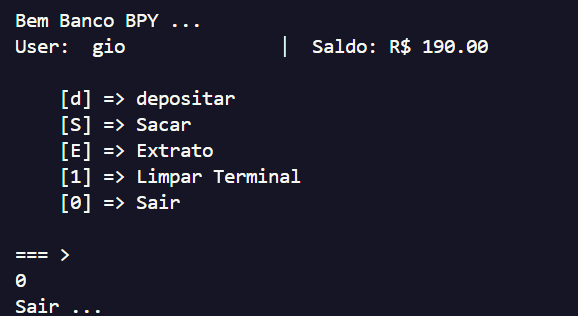 Bem Banco BPY ...
User:  gio              |  Saldo: R$ 190.00
[d] => depositar
[S] => Sacar
[E] => Extrato
[1] => Limpar Terminal
[0] => Sair
=== >
0
Sair ...